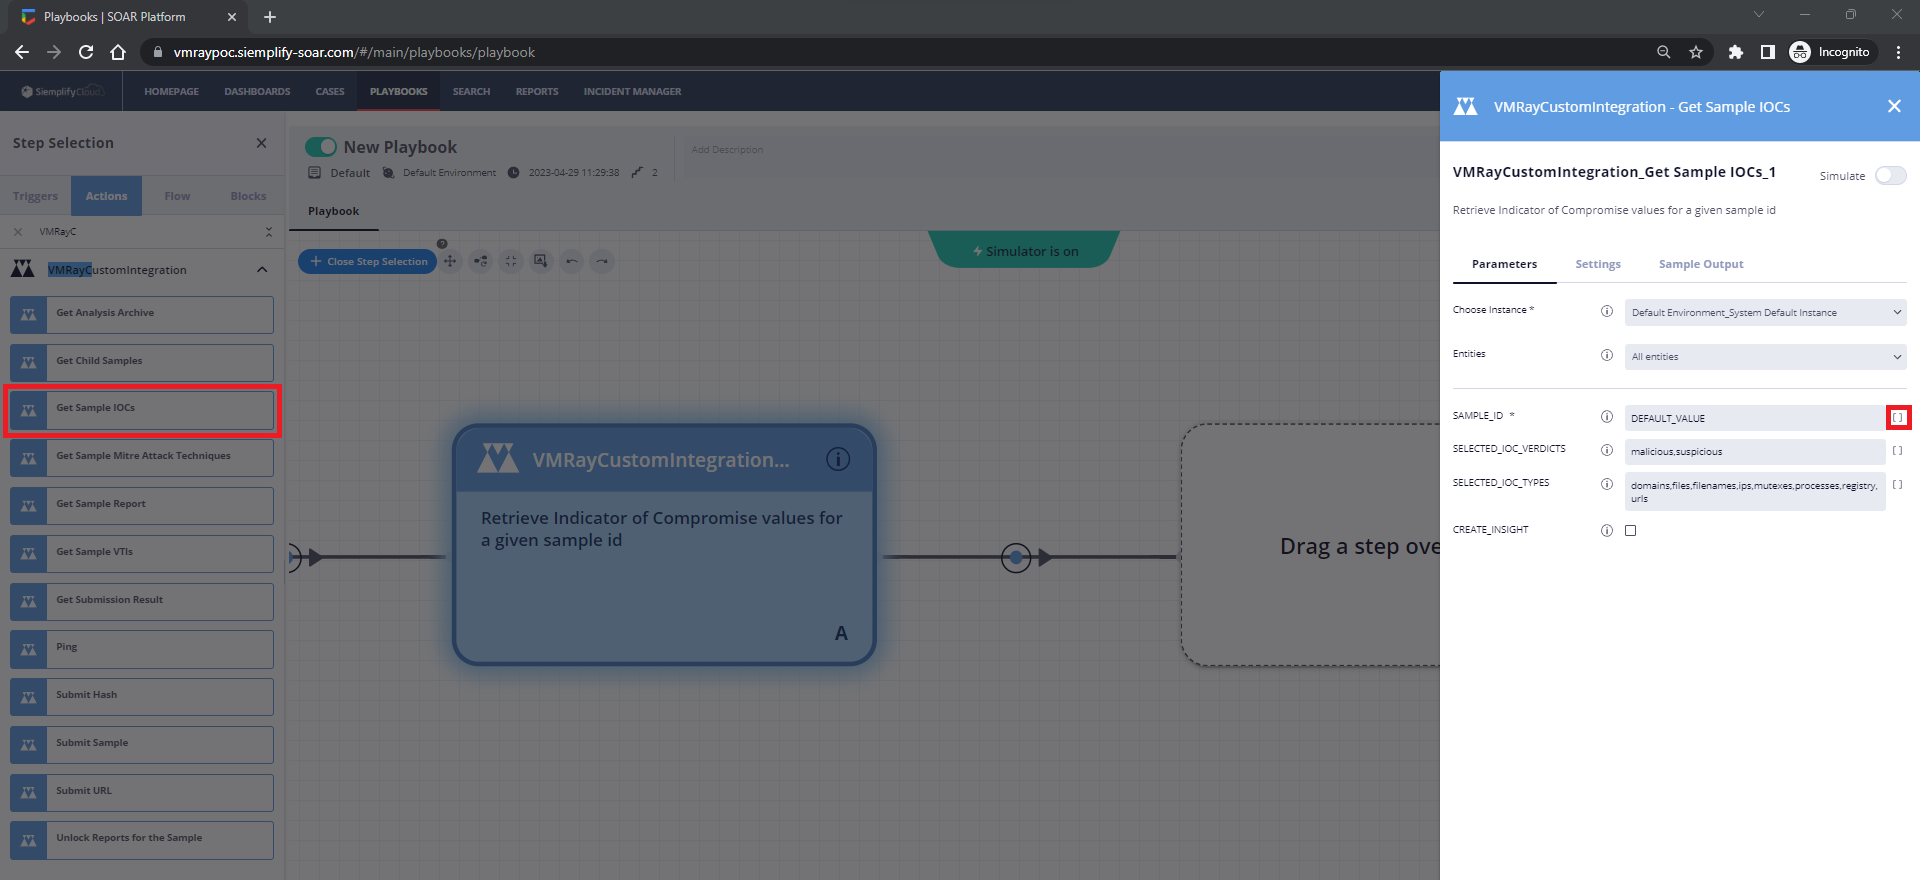 Playbooks | SOAR Platform
vmraypoc.siemplify-soar.com/#/main/playbooks/playbook
Incognito
SiemplifyCloud
HOMEPAGE
DASHBOARDS
CASES
PLAYBOOKS
SEARCH
REPORTS
INCIDENT MANAGER
Step Selection
Triggers
Actions
Flow
Blocks
VMRayC
VMRayCustomIntegration
Get Analysis Archive
Get Child Samples
Get Sample IOCs
Get Sample Mitre Attack Techniques
Get Sample Report
Get Sample VTIs
Get Submission Result
Ping
Submit Hash
Submit Sample
Submit URL
Unlock Reports for the Sample
New Playbook
Default
Default Environment
2023-04-29 11:29:38
2
Add Description
Playbook
+ Close Step Selection
?
Simulator is on
VMRayCustomIntegration...
Retrieve Indicator of Compromise values for
a given sample id
A
Drag a step ove
VMRayCustomIntegration - Get Sample IOCs
VMRayCustomIntegration_Get Sample IOCs_1
Simulate
Retrieve Indicator of Compromise values for a given sample id
Parameters
Settings
Sample Output
Choose Instance *
Default Environment_System Default Instance
Entities
All entities
SAMPLE_ID *
DEFAULT_VALUE
[ ]
SELECTED_IOC_VERDICTS
malicious,suspicious
[ ]
SELECTED_IOC_TYPES
domains,files,filenames,ips,mutexes,processes,registry,
urls
[ ]
CREATE_INSIGHT